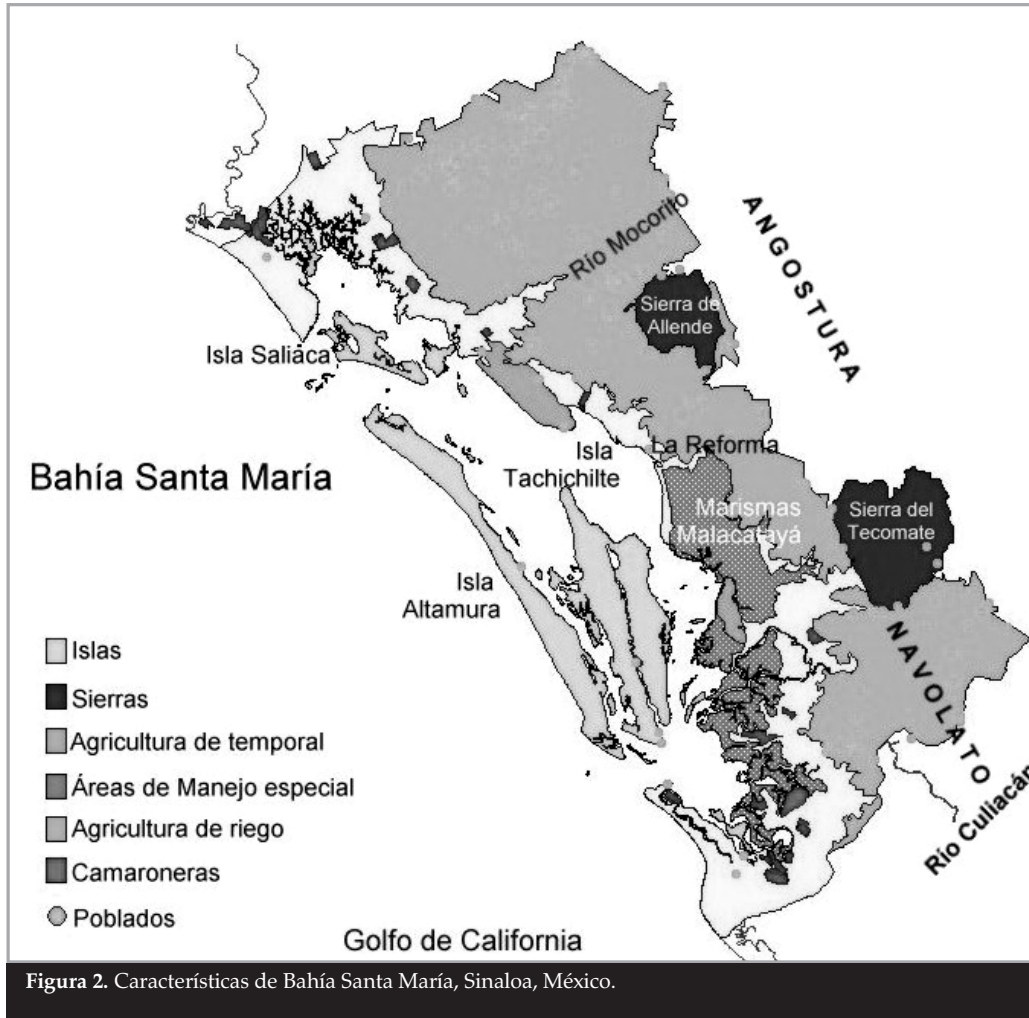 Río Mocorito
ANGOSTURA
Sierra de
Allende
Isla Saliaca
Isla
Tachichilte
La Reforma
Bahía Santa María
Marismas
Malacatayá
Sierra del
Tecomate
Isla
Altamura
NAVOLATO
Río Culiacán
Islas
Sierras
Agricultura de temporal
Áreas de Manejo especial
Agricultura de riego
Camaroneras
Poblados
Golfo de California
Figura 2. Características de Bahía Santa María, Sinaloa, México.